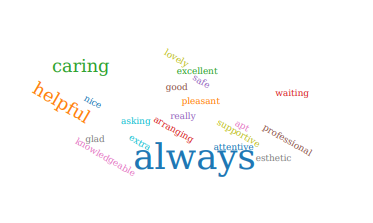 lovely
caring
excellent
safe
good
helpful
nice
pleasant
waiting
really
asking
arranging
apt
supportive
professional
glad
extra
knowledgeable
always
attentive
esthetic